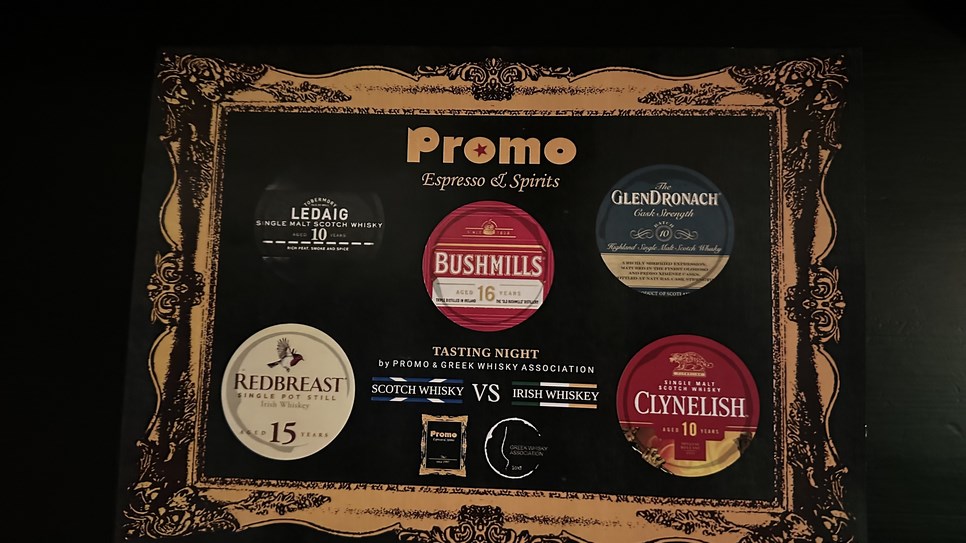 Promo
Espresso & Spirits
TOBERMORY
LEDAIG
SINGLE MALT SCOTCH WHISKY
AGED 10 YEARS
RICH PEAT, SMOKE AND SPICE
BUSHMILLS
AGED 16 YEARS
The
GLENDRONACH
Cask Strength
BATCH
10
Highland Single Malt Scotch Whisky
REDBREAST
SINGLE POT STILL
Irish Whiskey
AGED 15 YEARS
TASTING NIGHT
by PROMO & GREEK WHISKY ASSOCIATION
SCOTCH WHISKY VS IRISH WHISKEY
Promo
GREEK WHISKY
ASSOCIATION
SINGLE MALT
SCOTCH WHISKY
CLYNELISH
AGED 10 YEARS